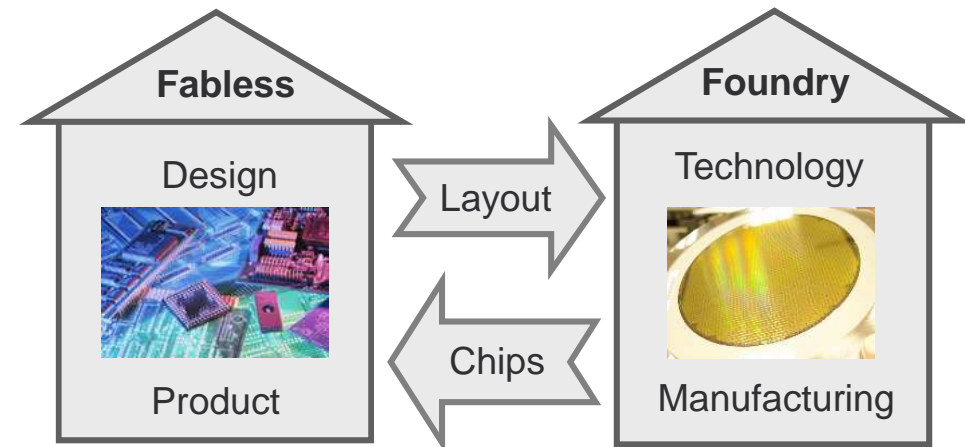 Fabless
Design
Product
Layout
Chips
Foundry
Technology
Manufacturing